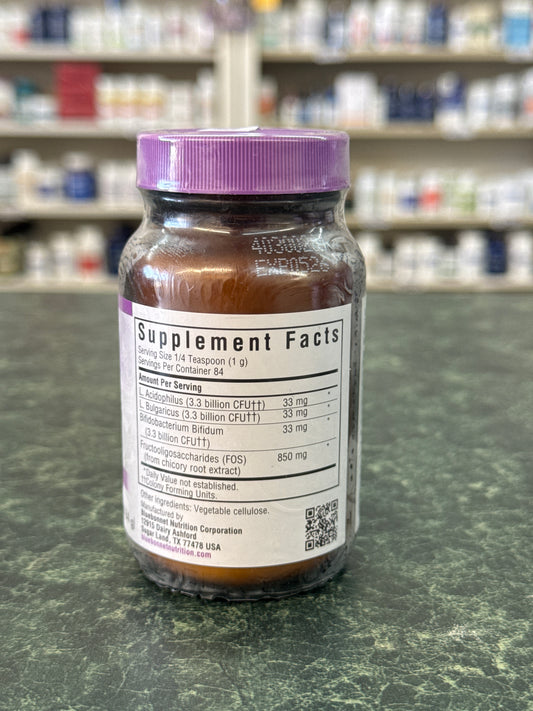 EXP0526
Supplement Facts
Serving Size 1/4 Teaspoon (1 g)
Servings Per Container 84
Amount Per Serving
L. Acidophilus (3.3 billion CFU††) 33 mg *
L. Bulgaricus (3.3 billion CFU††) 33 mg *
Bifidobacterium Bifidum 33 mg *
(3.3 billion CFU††)
Fructooligosaccharides (FOS) 850 mg *
(from chicory root extract)
*Daily Value not established.
††Colony Forming Units.
Other ingredients: Vegetable cellulose.
Manufactured by
Bluebonnet Nutrition Corporation
12915 Dairy Ashford
Sugar Land, TX 77478 USA
bluebonnetnutrition.com